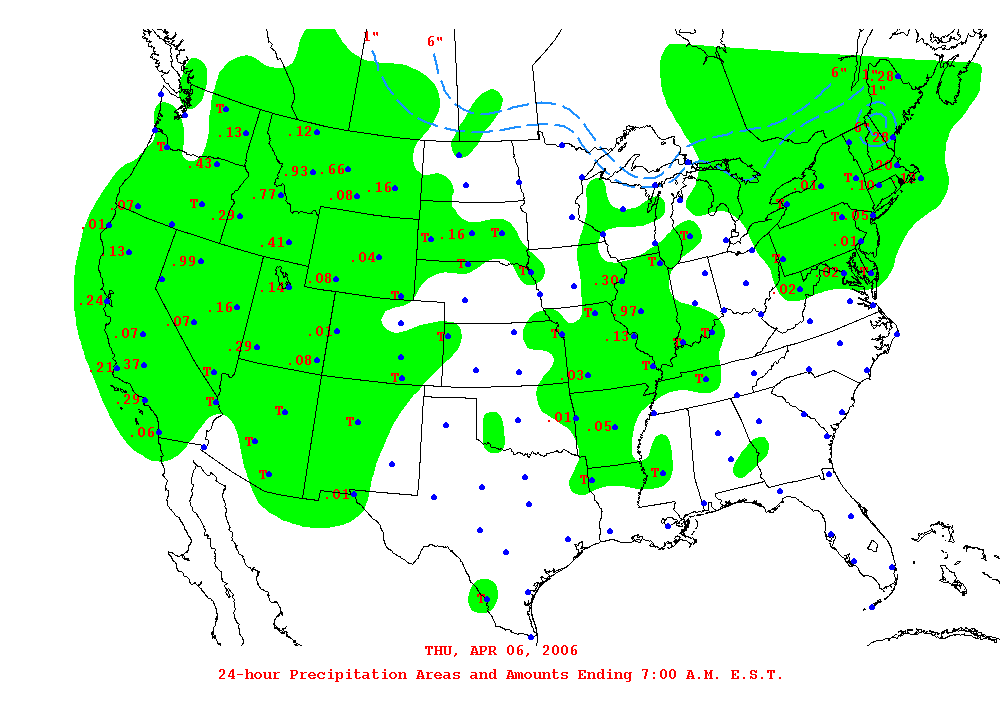 1" 6" 6" 1" .28
1"
T 6"
.13 .12 .28
T
.43 .93 .66 .20
.77 .08 .16 .04 T .10
.07 T .29 T T .05
.01 T .16 T T .01
.13 .41
.99 .04 T T T
.14 .08 T .30 .02 T
.02
.24 .16 T T .97
.07 .07 .01 T T .13 T T
.29 .08
.21 .37 T T .03 T T
.29 T T .01
.06 T T .05
T T T
.01
T
THU, APR 06, 2006
24-hour Precipitation Areas and Amounts Ending 7:00 A.M. E.S.T.